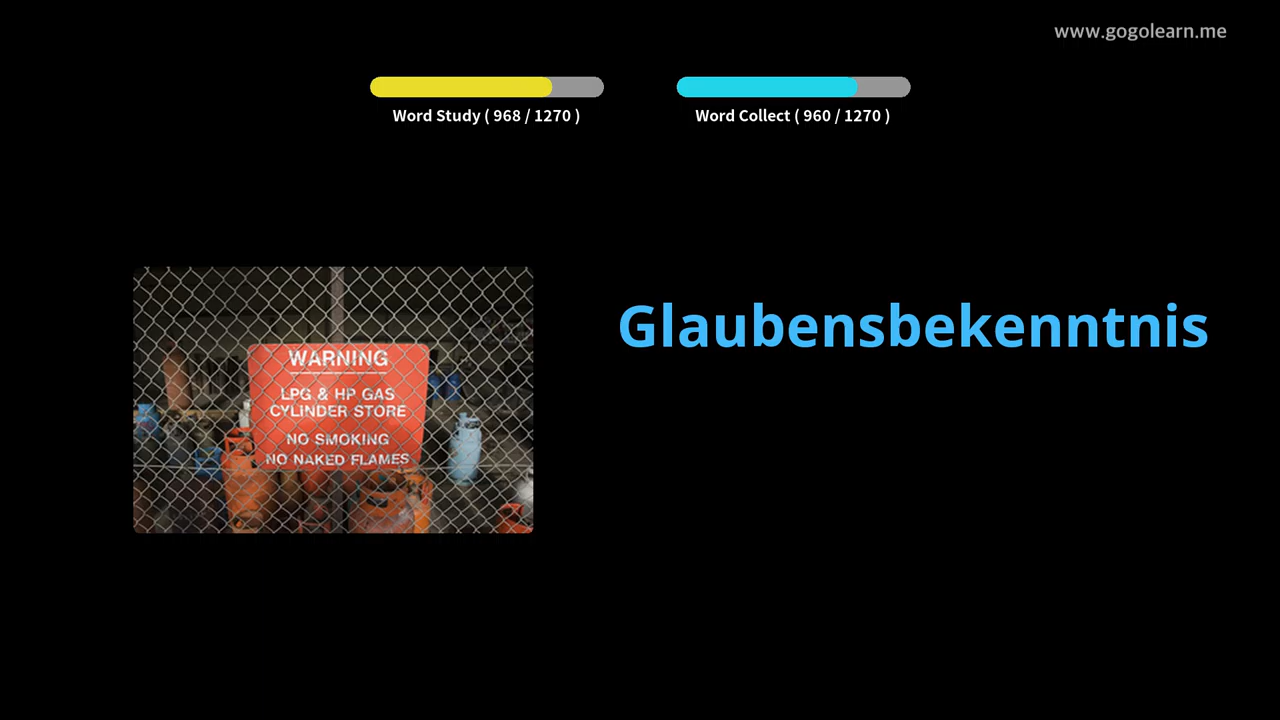 www.gogolearn.me
Word Study ( 968 / 1270 )
Word Collect ( 960 / 1270 )
Glaubensbekenntnis
WARNING
LPG & HP GAS
CYLINDER STORE
NO SMOKING
NO NAKED FLAMES